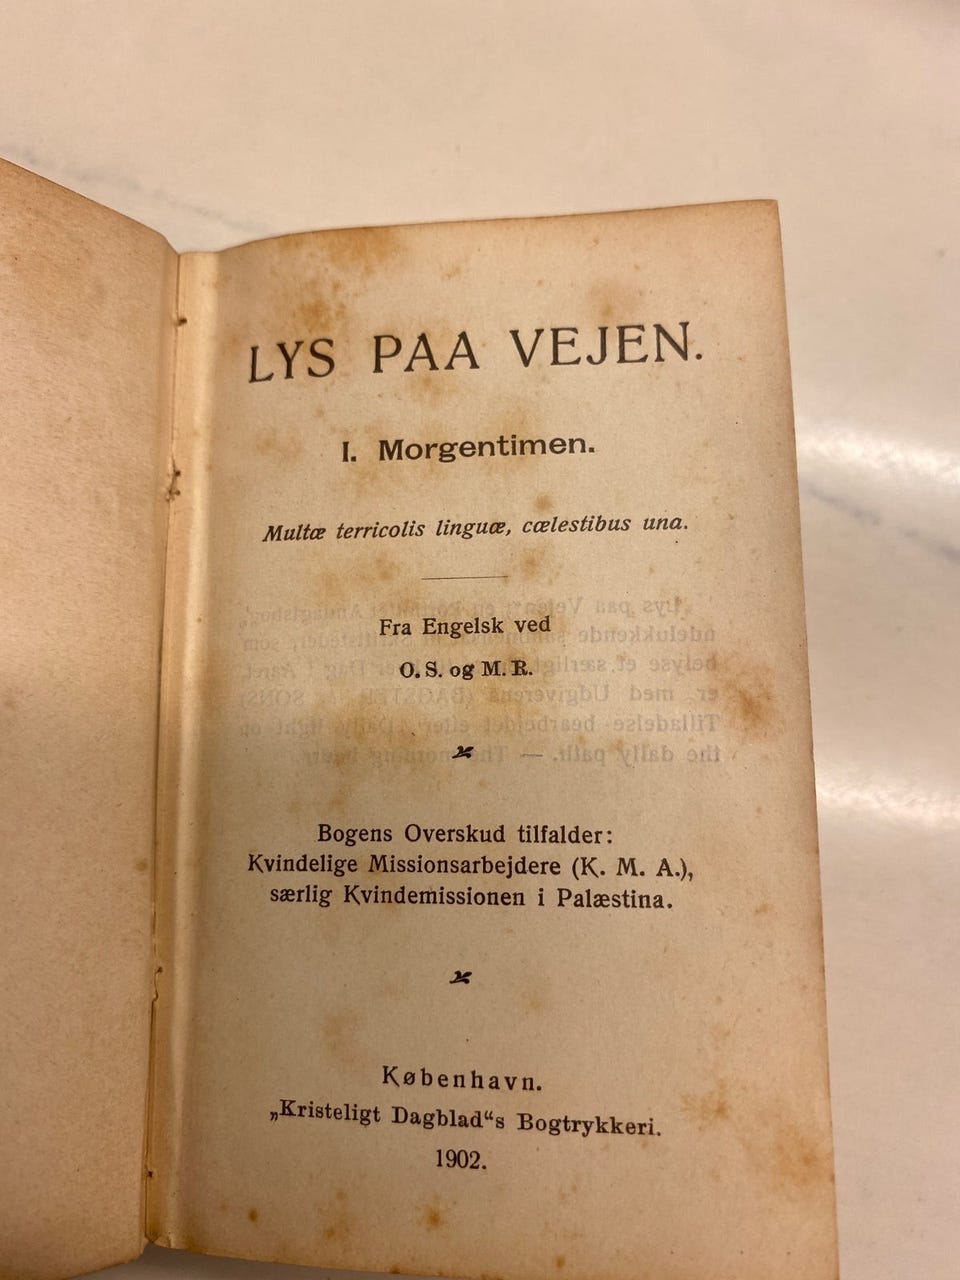 LYS PAA VEJEN.
I. Morgentimen.
Multæ terricolis linguæ, cœlestibus una.
Fra Engelsk ved
O. S. og M. R.
Bogens Overskud tilfalder:
Kvindelige Missionsarbejdere (K. M. A.),
særlig Kvindemissionen i Palæstina.
København.
„Kristeligt Dagblad“s Bogtrykkeri.
1902.